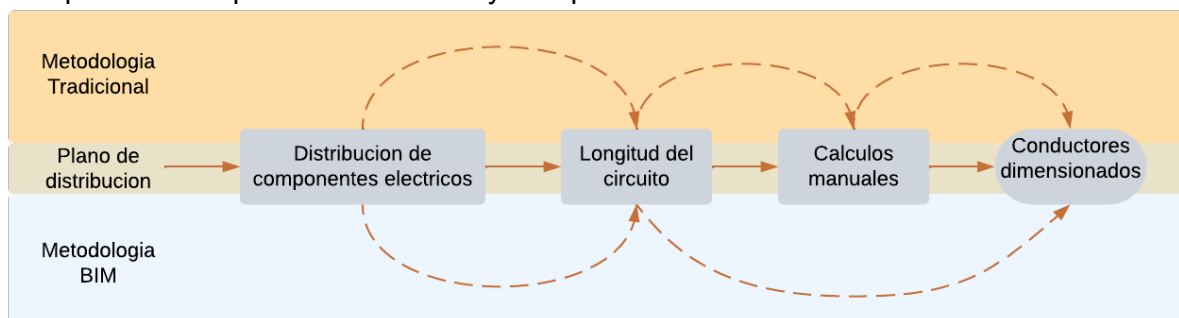 Metodologia
Tradicional
Plano de
distribucion
Distribucion de
componentes electricos
Longitud del
circuito
Calculos
manuales
Conductores
dimensionados
Metodologia
BIM